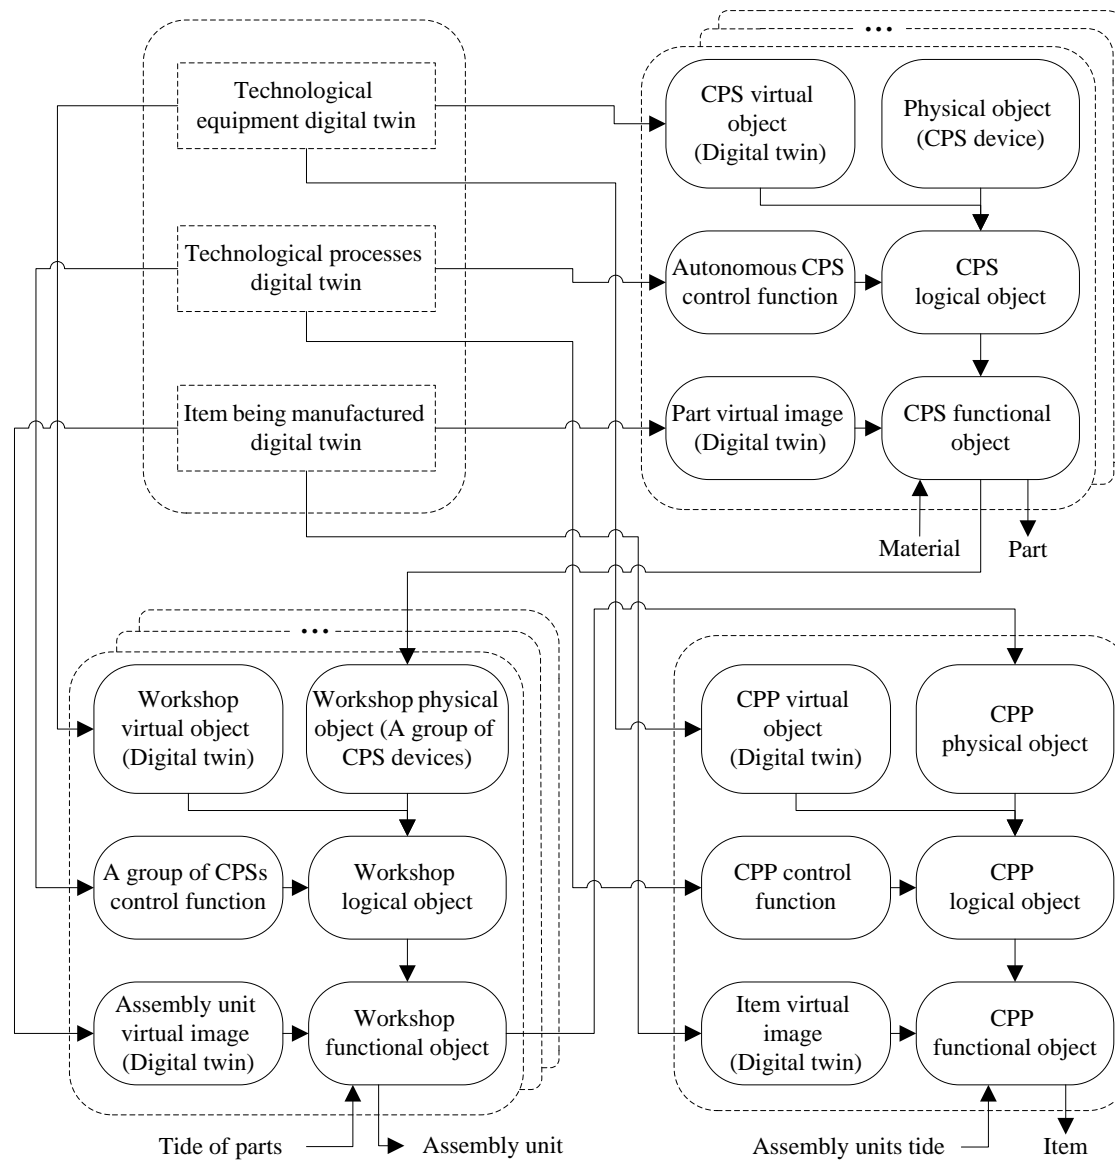 Technological
equipment digital twin
Technological processes
digital twin
Item being manufactured
digital twin
...
CPS virtual
object
(Digital twin)
Physical object
(CPS device)
Autonomous CPS
control function
CPS
logical object
Part virtual image
(Digital twin)
CPS functional
object
Material
Part
...
Workshop
virtual object
(Digital twin)
Workshop physical
object (A group of
CPS devices)
A group of CPSs
control function
Workshop
logical object
Assembly unit
virtual image
(Digital twin)
Workshop
functional object
Tide of parts
Assembly unit
CPP virtual
object
(Digital twin)
CPP
physical object
CPP control
function
CPP
logical object
Item virtual
image
(Digital twin)
CPP
functional object
Assembly units tide
Item